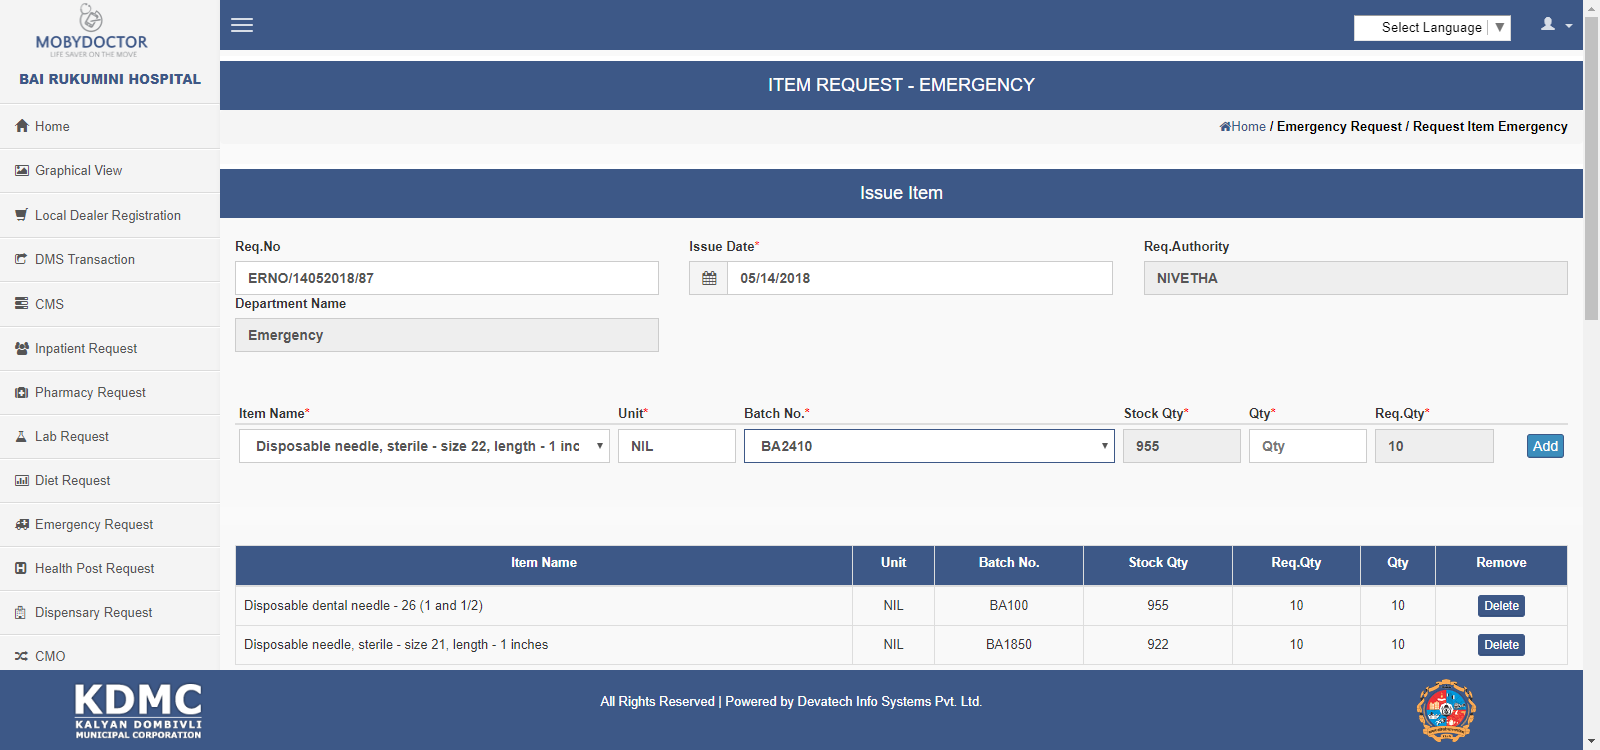 MOBYDOCTOR
LIFE SAVER ON THE MOVE
BAI RUKUMINI HOSPITAL
Home
Graphical View
Local Dealer Registration
DMS Transaction
CMS
Inpatient Request
Pharmacy Request
Lab Request
Diet Request
Emergency Request
Health Post Request
Dispensary Request
CMO
Select Language ▼
ITEM REQUEST - EMERGENCY
Home / Emergency Request / Request Item Emergency
Issue Item
Req.No Issue Date* Req.Authority
ERNO/14052018/87 05/14/2018 NIVETHA
Department Name
Emergency
Item Name* Unit* Batch No.* Stock Qty* Qty* Req.Qty*
Disposable needle, sterile - size 22, length - 1 inc NIL BA2410 955 Qty 10 Add
Item Name Unit Batch No. Stock Qty Req.Qty Qty Remove
Disposable dental needle - 26 (1 and 1/2) NIL BA100 955 10 10 Delete
Disposable needle, sterile - size 21, length - 1 inches NIL BA1850 922 10 10 Delete
KDMC
KALYAN DOMBIVLI
MUNICIPAL CORPORATION
All Rights Reserved | Powered by Devatech Info Systems Pvt. Ltd.